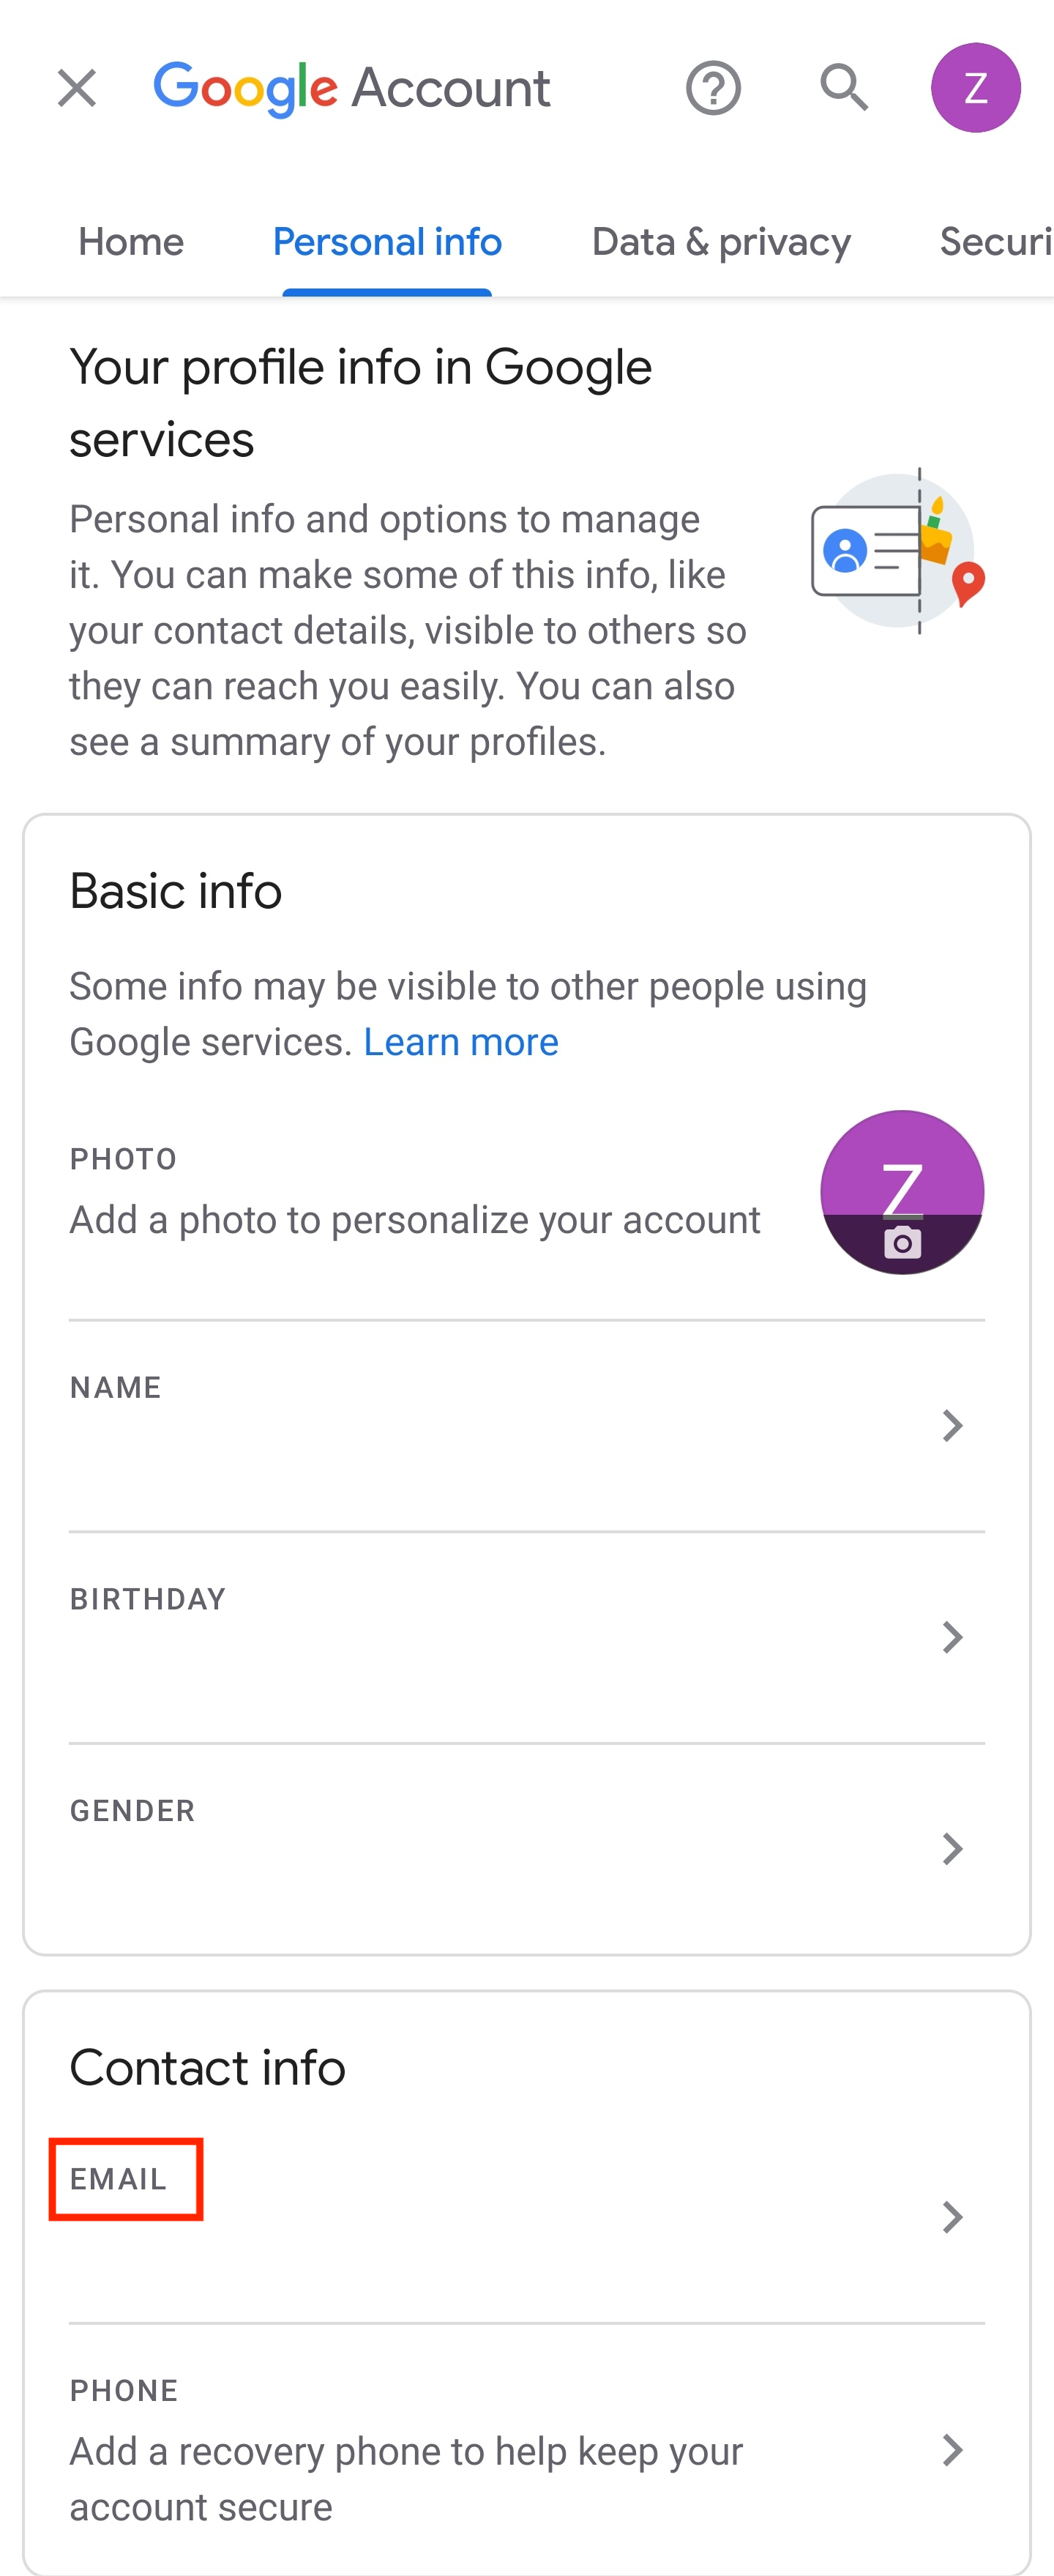 Google Account
Z
Home Personal info Data & privacy Securi
Your profile info in Google
services
Personal info and options to manage
it. You can make some of this info, like
your contact details, visible to others so
they can reach you easily. You can also
see a summary of your profiles.
Basic info
Some info may be visible to other people using
Google services. Learn more
PHOTO
Add a photo to personalize your account
Z
NAME
BIRTHDAY
GENDER
Contact info
EMAIL
PHONE
Add a recovery phone to help keep your
account secure